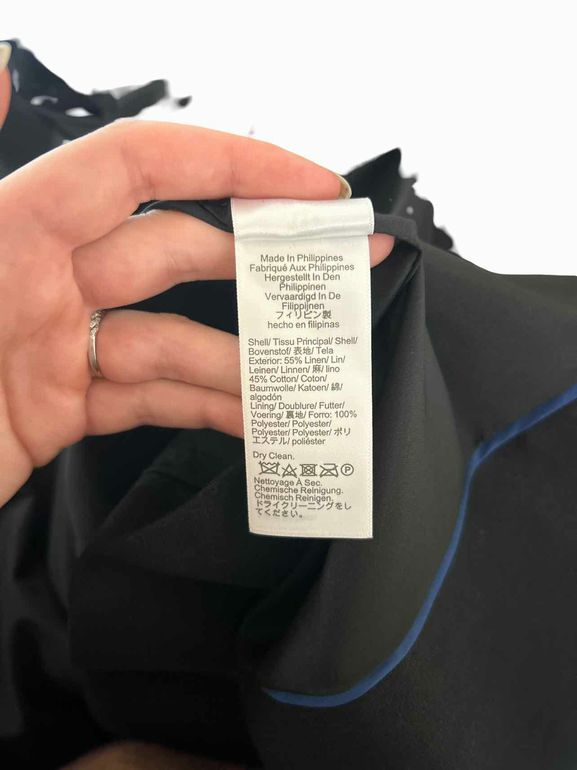 Made In Philippines
Fabriqué Aux Philippines
Hergestellt In Den
Philippinen
Vervaardigd In De
Filippijnen
フィリピン製
hecho en filipinas
Shell/ Tissu Principal/ Shell/
Bovenstof/ 表地/ Tela
Exterior: 55% Linen/ Lin/
Leinen/ Linnen/ 麻/ lino
45% Cotton/ Coton/
Baumwolle/ Katoen/ 綿/
algodón
Lining/ Doublure/ Futter/
Voering/ 裏地/ Forro: 100%
Polyester/ Polyester/
Polyester/ Polyester/ ポリ
エステル/ poliéster
Dry Clean.
P
Nettoyage À Sec.
Chemische Reinigung.
Chemisch Reinigen.
ドライクリーニングをし
てください。